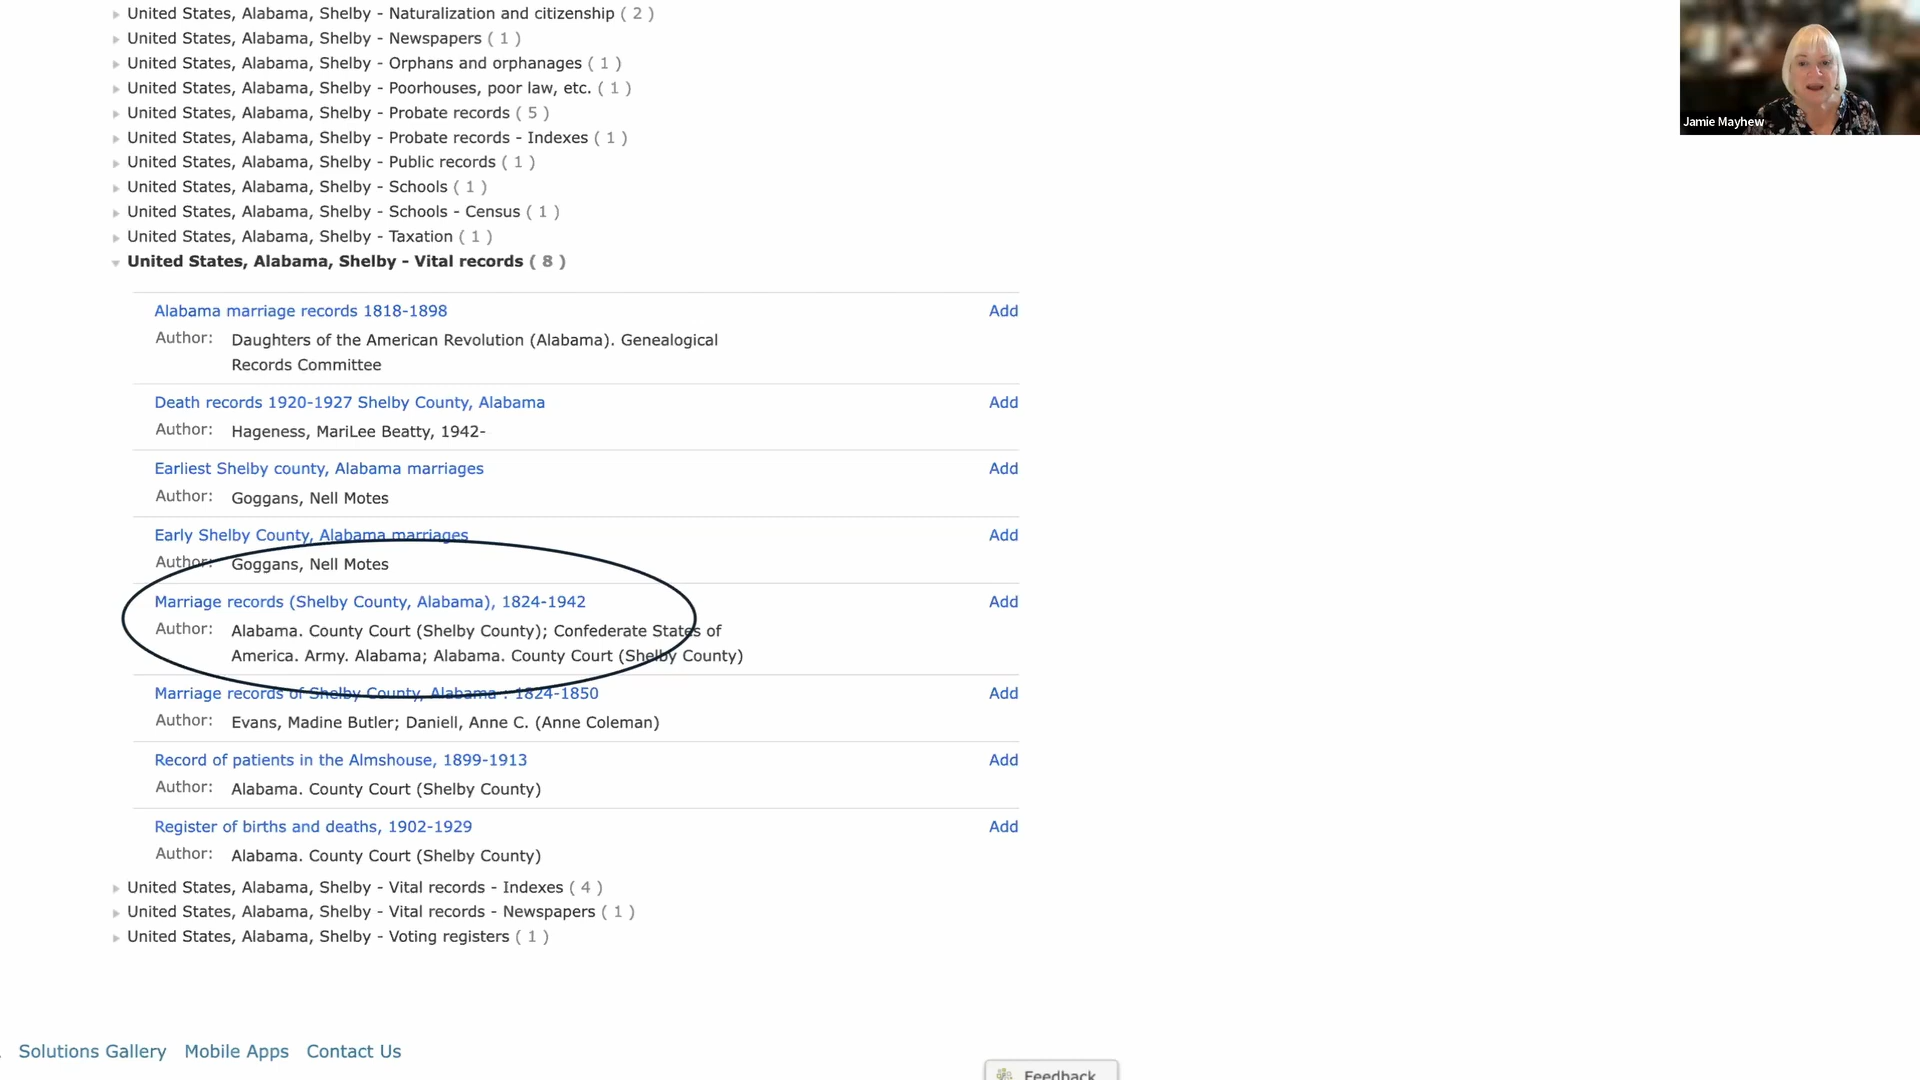 United States, Alabama, Shelby - Naturalization and citizenship ( 2 )
United States, Alabama, Shelby - Newspapers ( 1 )
United States, Alabama, Shelby - Orphans and orphanages ( 1 )
United States, Alabama, Shelby - Poorhouses, poor law, etc. ( 1 )
United States, Alabama, Shelby - Probate records ( 5 )
United States, Alabama, Shelby - Probate records - Indexes ( 1 )
United States, Alabama, Shelby - Public records ( 1 )
United States, Alabama, Shelby - Schools ( 1 )
United States, Alabama, Shelby - Schools - Census ( 1 )
United States, Alabama, Shelby - Taxation ( 1 )
United States, Alabama, Shelby - Vital records ( 8 )
Alabama marriage records 1818-1898 Add
Author: Daughters of the American Revolution (Alabama). Genealogical
Records Committee
Death records 1920-1927 Shelby County, Alabama Add
Author: Hageness, MariLee Beatty, 1942-
Earliest Shelby county, Alabama marriages Add
Author: Goggans, Nell Motes
Early Shelby County, Alabama marriages Add
Author: Goggans, Nell Motes
Marriage records (Shelby County, Alabama), 1824-1942 Add
Author: Alabama. County Court (Shelby County); Confederate States of
America. Army. Alabama; Alabama. County Court (Shelby County)
Marriage records of Shelby County, Alabama : 1824-1850 Add
Author: Evans, Madine Butler; Daniell, Anne C. (Anne Coleman)
Record of patients in the Almshouse, 1899-1913 Add
Author: Alabama. County Court (Shelby County)
Register of births and deaths, 1902-1929 Add
Author: Alabama. County Court (Shelby County)
United States, Alabama, Shelby - Vital records - Indexes ( 4 )
United States, Alabama, Shelby - Vital records - Newspapers ( 1 )
United States, Alabama, Shelby - Voting registers ( 1 )
Solutions Gallery Mobile Apps Contact Us
Feedback
Jamie Mayhew